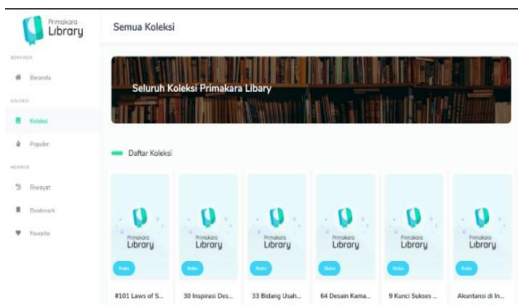 Primakara
Library
Semua Koleksi
BERANDA
Beranda
KOLEKSI
Koleksi
Populer
Riwayat
Bookmark
Favorite
Seluruh Koleksi Primakara Libary
Daftar Koleksi
Primakara
Library
Buku
#101 Laws of S...
Primakara
Library
Buku
30 Inspirasi Des...
Primakara
Library
Buku
33 Bidang Usah...
Primakara
Library
Buku
64 Desain Kama...
Primakara
Library
Buku
9 Kunci Sukses ...
Primakara
Library
Buku
Akuntansi di In...